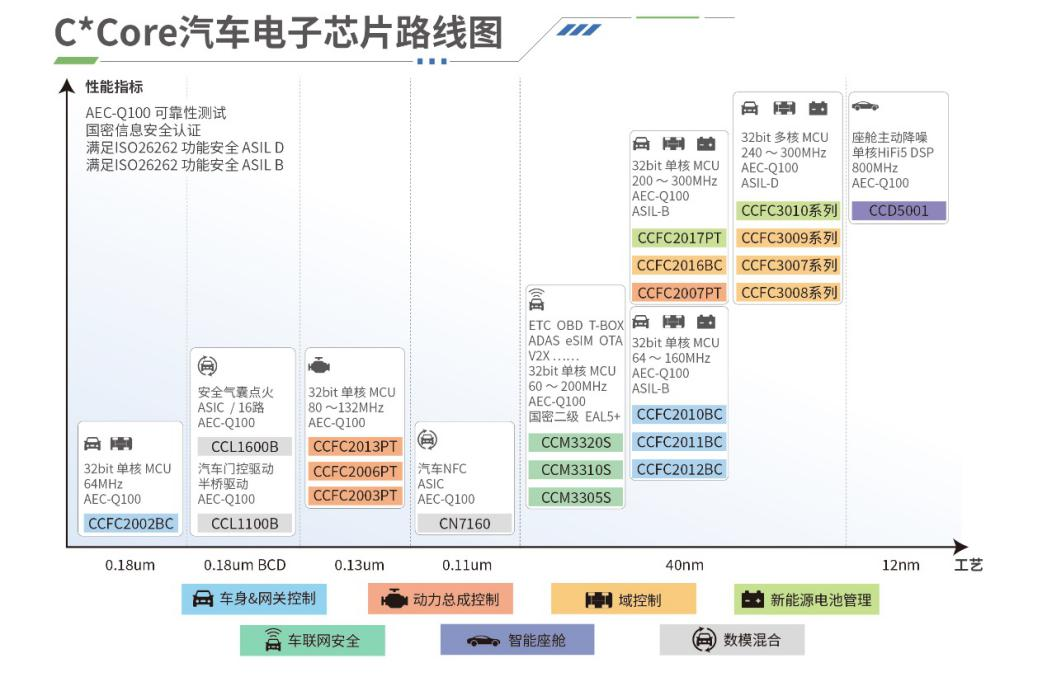 C*Core汽车电子芯片路线图
性能指标
AEC-Q100 可靠性测试
国密信息安全认证
满足ISO26262 功能安全 ASIL D
满足ISO26262 功能安全 ASIL B
32bit 单核 MCU
64MHz
AEC-Q100
CCFC2002BC
安全气囊点火
ASIC / 16路
AEC-Q100
CCL1600B
汽车门控驱动
半桥驱动
AEC-Q100
CCL1100B
32bit 单核 MCU
80～132MHz
AEC-Q100
CCFC2013PT
CCFC2006PT
CCFC2003PT
汽车NFC
ASIC
AEC-Q100
CN7160
ETC OBD T-BOX
ADAS eSIM OTA
V2X……
32bit 单核 MCU
60～200MHz
AEC-Q100
国密二级 EAL5+
CCM3320S
CCM3310S
CCM3305S
32bit 单核 MCU
200～300MHz
AEC-Q100
ASIL-B
CCFC2017PT
CCFC2016BC
CCFC2007PT
32bit 单核 MCU
64～160MHz
AEC-Q100
ASIL-B
CCFC2010BC
CCFC2011BC
CCFC2012BC
32bit 多核 MCU
240～300MHz
AEC-Q100
ASIL-D
CCFC3010系列
CCFC3009系列
CCFC3007系列
CCFC3008系列
座舱主动降噪
单核HiFi5 DSP
800MHz
AEC-Q100
CCD5001
0.18um
0.18um BCD
0.13um
0.11um
40nm
12nm
工艺
车身&网关控制
动力总成控制
域控制
新能源电池管理
车联网安全
智能座舱
数模混合